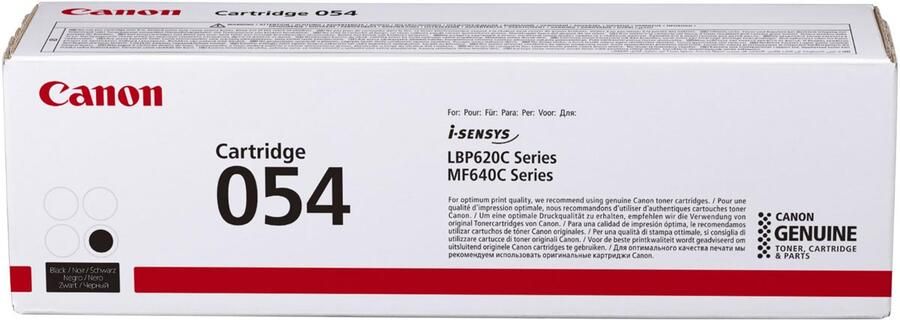 Canon
Cartridge 054
Canon
Cartridge
054
For: Pour: Für: Para: Per: Voor: Для:
i-SENSYS
LBP620C Series
MF640C Series
For optimum print quality, we recommend using genuine Canon toner cartridges. / Pour une
qualité d'impression optimale, nous recommandons d'utiliser d'authentiques cartouches toner
Canon. / Um eine optimale Druckqualität zu erhalten, empfehlen wir die Verwendung von
original Tonercartridges von Canon. / Para una calidad de impresión óptima, le recomendamos
utilizar cartuchos de tóner Canon originales. / Per una qualità di stampa ottimale, si consiglia di
utilizzare cartucce di toner originali Canon. / Voor de beste printkwaliteit wordt geadviseerd om
uitsluitend originele Canon cartridges te gebruiken. / Для оптимального качества печати мы
рекомендуем использовать оригинальные картриджи Canon.
CANON
GENUINE
TONER, CARTRIDGE
& PARTS
Black / Noir / Schwarz
Negro / Nero
Zwart / Черный